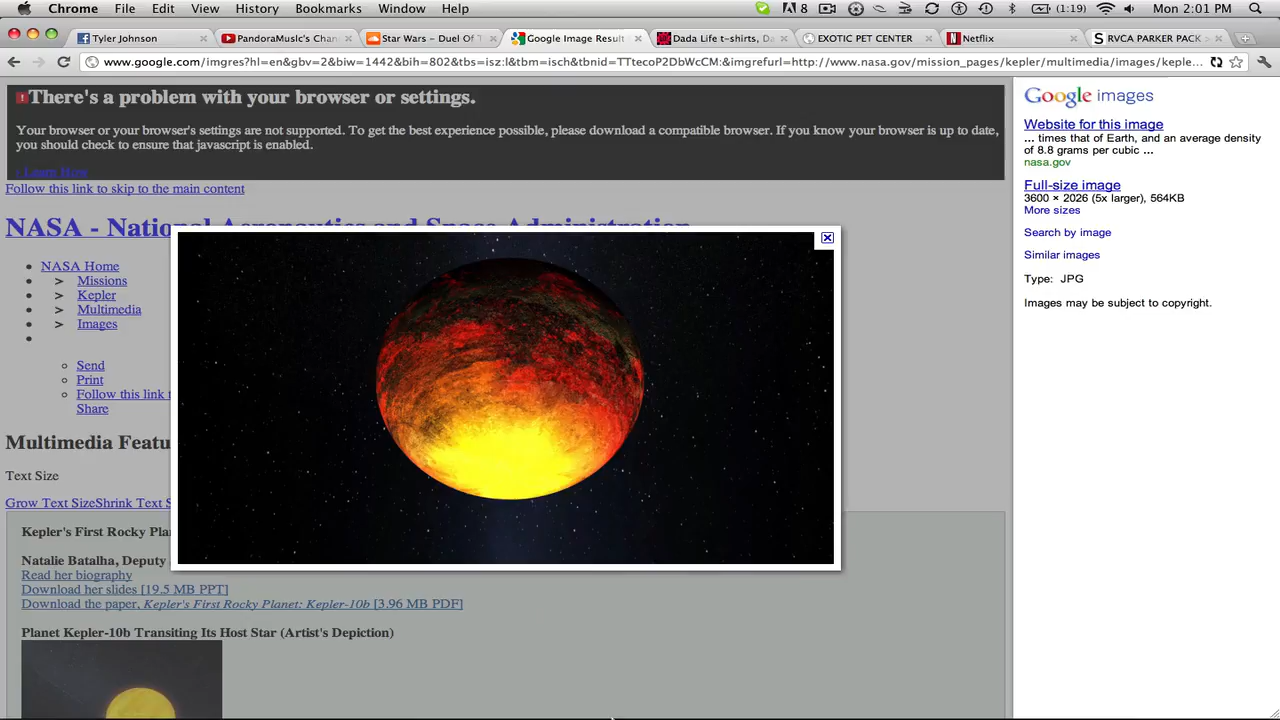 Chrome File Edit View History Bookmarks Window Help
8 (1:19) Mon 2:01 PM
Tyler Johnson
PandoraMusIc's Chan
Star Wars – Duel Of T
Google Image Result
Dada Life t-shirts, Da
EXOTIC PET CENTER
Netflix
RVCA PARKER PACK
www.google.com/imgres?hl=en&gbv=2&biw=1442&bih=802&tbs=isz:l&tbm=isch&tbnid=TTtecoP2DbWcCM:&imgrefurl=http://www.nasa.gov/mission_pages/kepler/multimedia/images/keple...
There's a problem with your browser or settings.
Your browser or your browser's settings are not supported. To get the best experience possible, please download a compatible browser. If you know your browser is up to date,
you should check to ensure that javascript is enabled.
› Learn How
Follow this link to skip to the main content
NASA - National Aeronautics and Space Administration
NASA Home
> Missions
> Kepler
> Multimedia
> Images
Send
Print
Follow this link t
Share
Multimedia Featu
Text Size
Grow Text SizeShrink Text S
Kepler's First Rocky Plan
Natalie Batalha, Deputy
Read her biography
Download her slides [19.5 MB PPT]
Download the paper, Kepler's First Rocky Planet: Kepler-10b [3.96 MB PDF]
Planet Kepler-10b Transiting Its Host Star (Artist's Depiction)
Google images
Website for this image
... times that of Earth, and an average density
of 8.8 grams per cubic ...
nasa.gov
Full-size image
3600 × 2026 (5x larger), 564KB
More sizes
Search by image
Similar images
Type: JPG
Images may be subject to copyright.